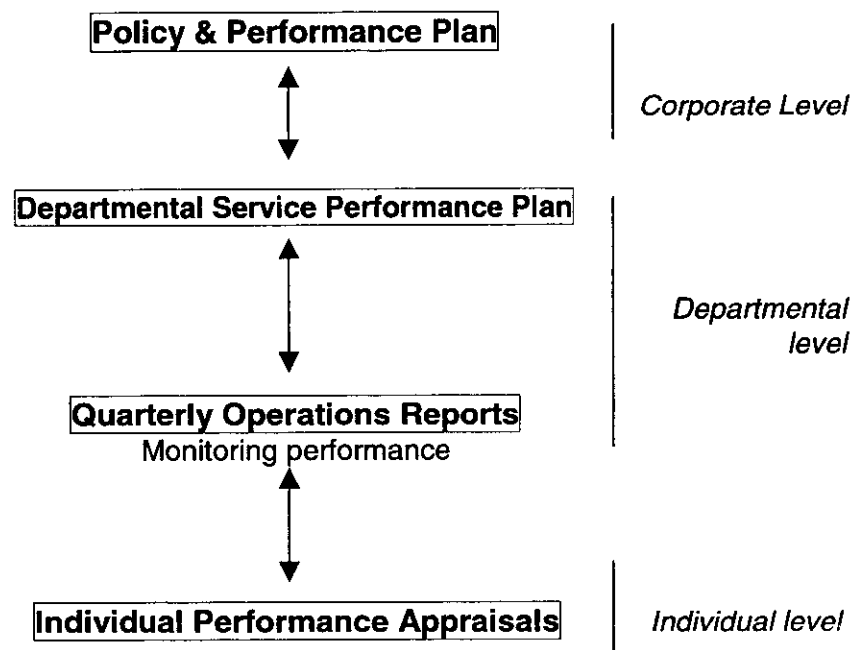 Policy & Performance Plan
Corporate Level
Departmental Service Performance Plan
Departmental
level
Quarterly Operations Reports
Monitoring performance
Individual Performance Appraisals
Individual level